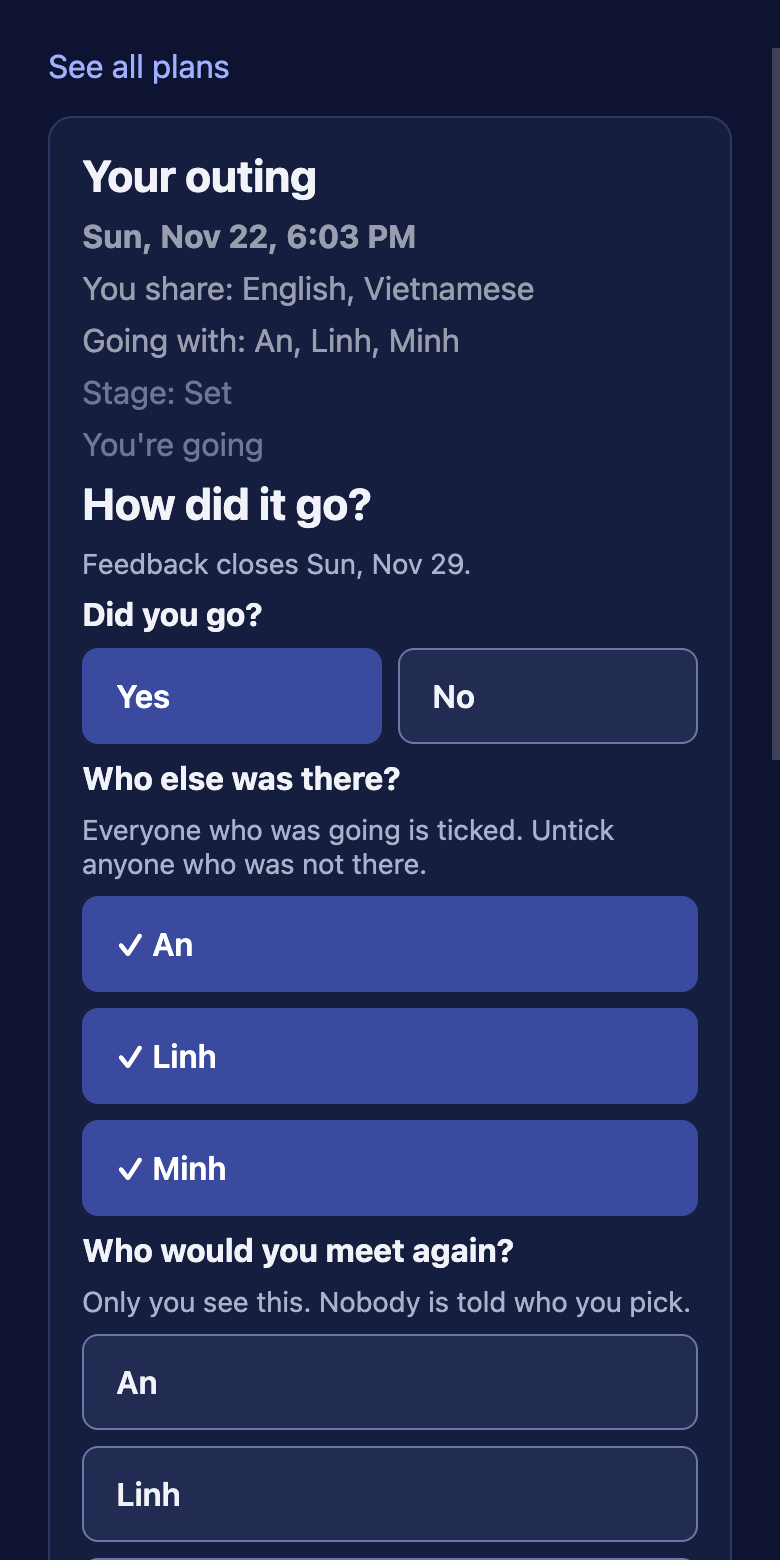 See all plans
Your outing
Sun, Nov 22, 6:03 PM
You share: English, Vietnamese
Going with: An, Linh, Minh
Stage: Set
You're going
How did it go?
Feedback closes Sun, Nov 29.
Did you go?
Yes
No
Who else was there?
Everyone who was going is ticked. Untick
anyone who was not there.
✓ An
✓ Linh
✓ Minh
Who would you meet again?
Only you see this. Nobody is told who you pick.
An
Linh